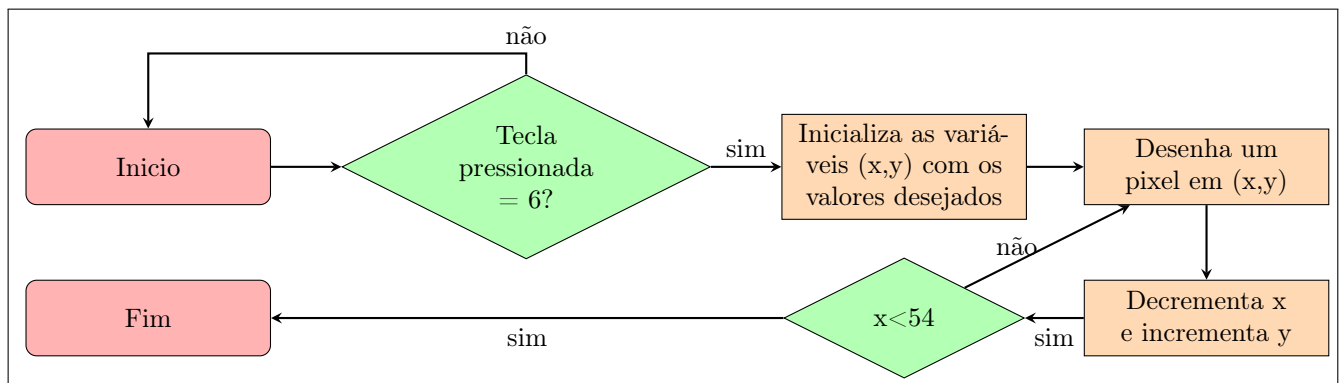 não
Inicio
Tecla
pressionada
= 6?
sim
Inicializa as variá-
veis (x,y) com os
valores desejados
Desenha um
pixel em (x,y)
não
Fim
sim
x<54
sim
Decrementa x
e incrementa y